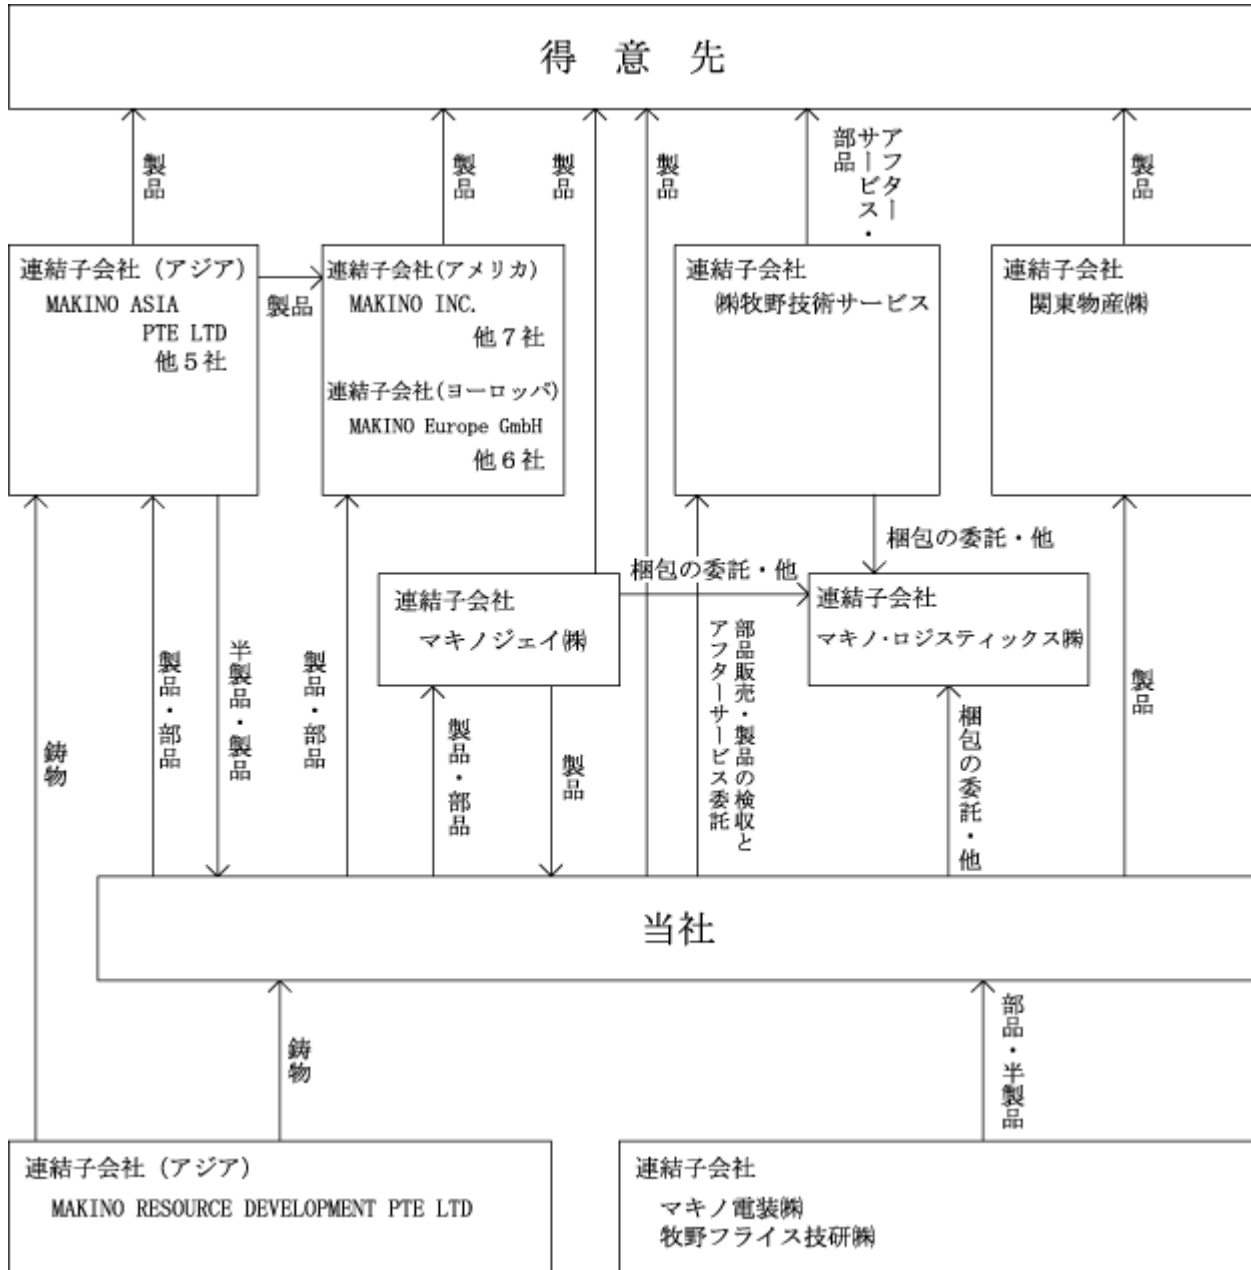 得意先
製品
製品
製品
製品
アフター
サービス・
部品
製品
連結子会社（アジア）
MAKINO ASIA
PTE LTD
他５社
製品
連結子会社(アメリカ)
MAKINO INC.
他７社
連結子会社(ヨーロッパ)
MAKINO Europe GmbH
他６社
連結子会社
㈱牧野技術サービス
連結子会社
関東物産㈱
梱包の委託・他
梱包の委託・他
連結子会社
マキノジェイ㈱
連結子会社
マキノ・ロジスティックス㈱
鋳物
製品・部品
半製品・製品
製品・部品
製品・部品
製品
部品販売・製品の検収と
アフターサービス委託
梱包の委託・他
製品
当社
鋳物
部品・半製品
連結子会社（アジア）
MAKINO RESOURCE DEVELOPMENT PTE LTD
連結子会社
マキノ電装㈱
牧野フライス技研㈱